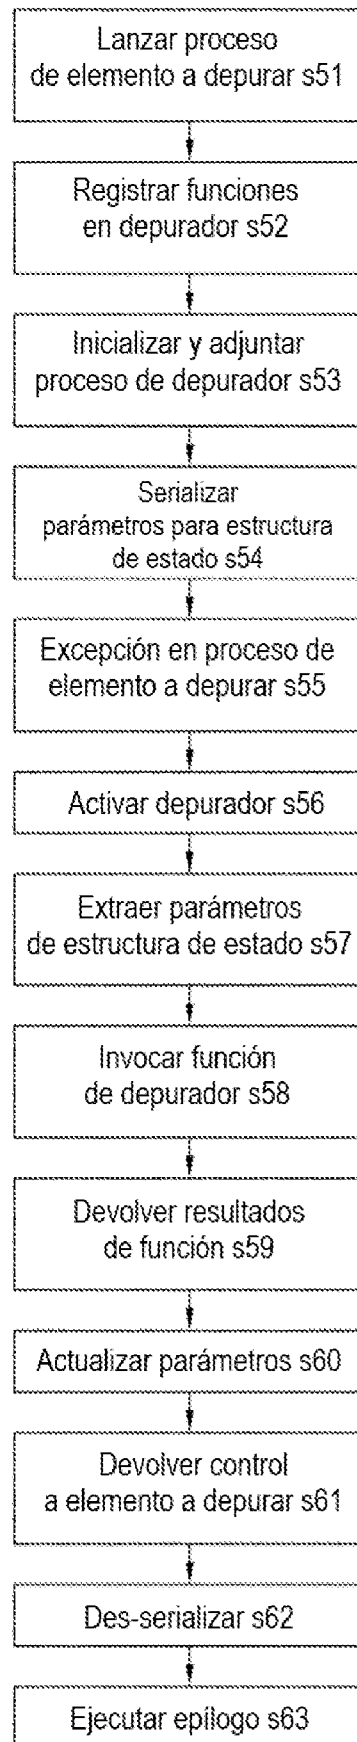 Lanzar proceso
de elemento a depurar s51
Registrar funciones
en depurador s52
Inicializar y adjuntar
proceso de depurador s53
Serializar
parámetros para estructura
de estado s54
Excepción en proceso de
elemento a depurar s55
Activar depurador s56
Extraer parámetros
de estructura de estado s57
Invocar función
de depurador s58
Devolver resultados
de función s59
Actualizar parámetros s60
Devolver control
a elemento a depurar s61
Des-serializar s62
Ejecutar epílogo s63